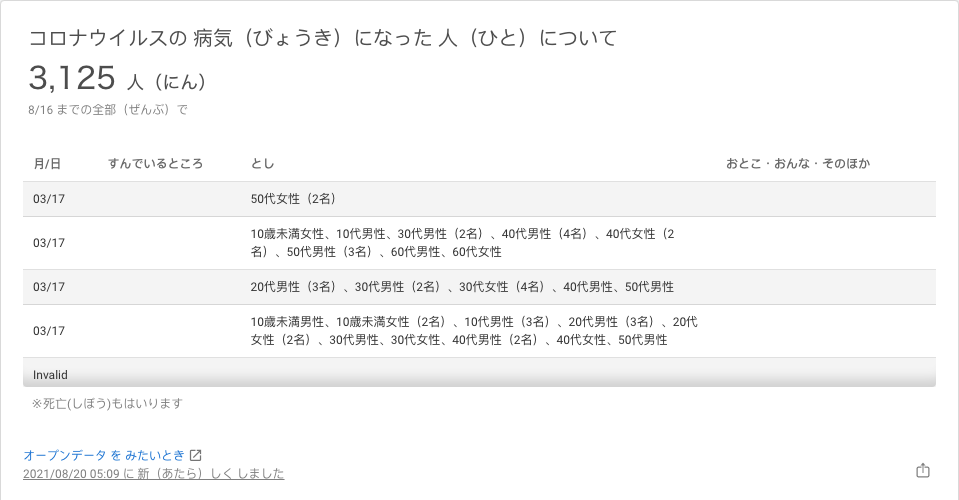 コロナウイルスの 病気（びょうき）になった 人（ひと）について
3,125 人（にん）
8/16 までの全部（ぜんぶ）で
月/日 すんでいるところ とし おとこ・おんな・そのほか
03/17 50代女性（2名）
03/17 10歳未満女性、10代男性、30代男性（2名）、40代男性（4名）、40代女性（2
名）、50代男性（3名）、60代男性、60代女性
03/17 20代男性（3名）、30代男性（2名）、30代女性（4名）、40代男性、50代男性
03/17 10歳未満男性、10歳未満女性（2名）、10代男性（3名）、20代男性（3名）、20代
女性（2名）、30代男性、30代女性、40代男性（2名）、40代女性、50代男性
Invalid
※死亡(しぼう)もはいります
オープンデータ を みたいとき
2021/08/20 05:09 に 新（あたら）しく しました